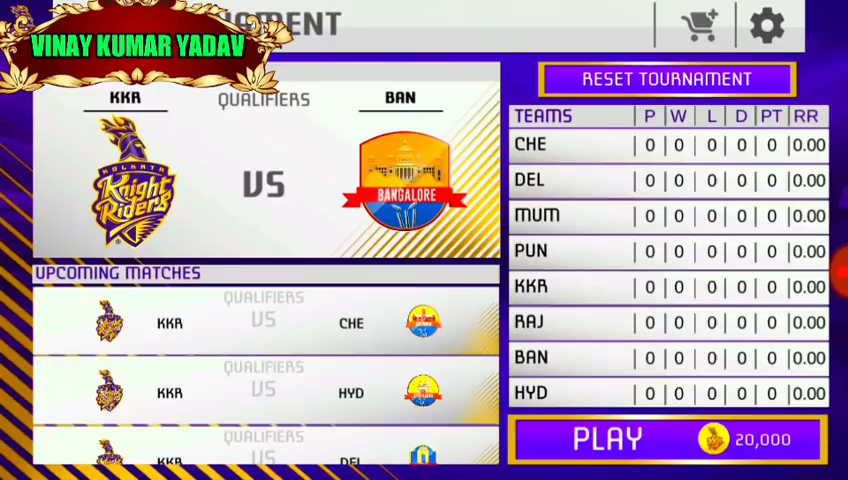 NAMENT
VINAY KUMAR YADAV
KKR QUALIFIERS BAN
KOLKATA
Knight
Riders
VS
BANGALORE
UPCOMING MATCHES
QUALIFIERS
KKR VS CHE
QUALIFIERS
KKR VS HYD
QUALIFIERS
KKR VS DEL
RESET TOURNAMENT
TEAMS P W L D PT RR
CHE 0 0 0 0 0 0.00
DEL 0 0 0 0 0 0.00
MUM 0 0 0 0 0 0.00
PUN 0 0 0 0 0 0.00
KKR 0 0 0 0 0 0.00
RAJ 0 0 0 0 0 0.00
BAN 0 0 0 0 0 0.00
HYD 0 0 0 0 0 0.00
PLAY 20,000